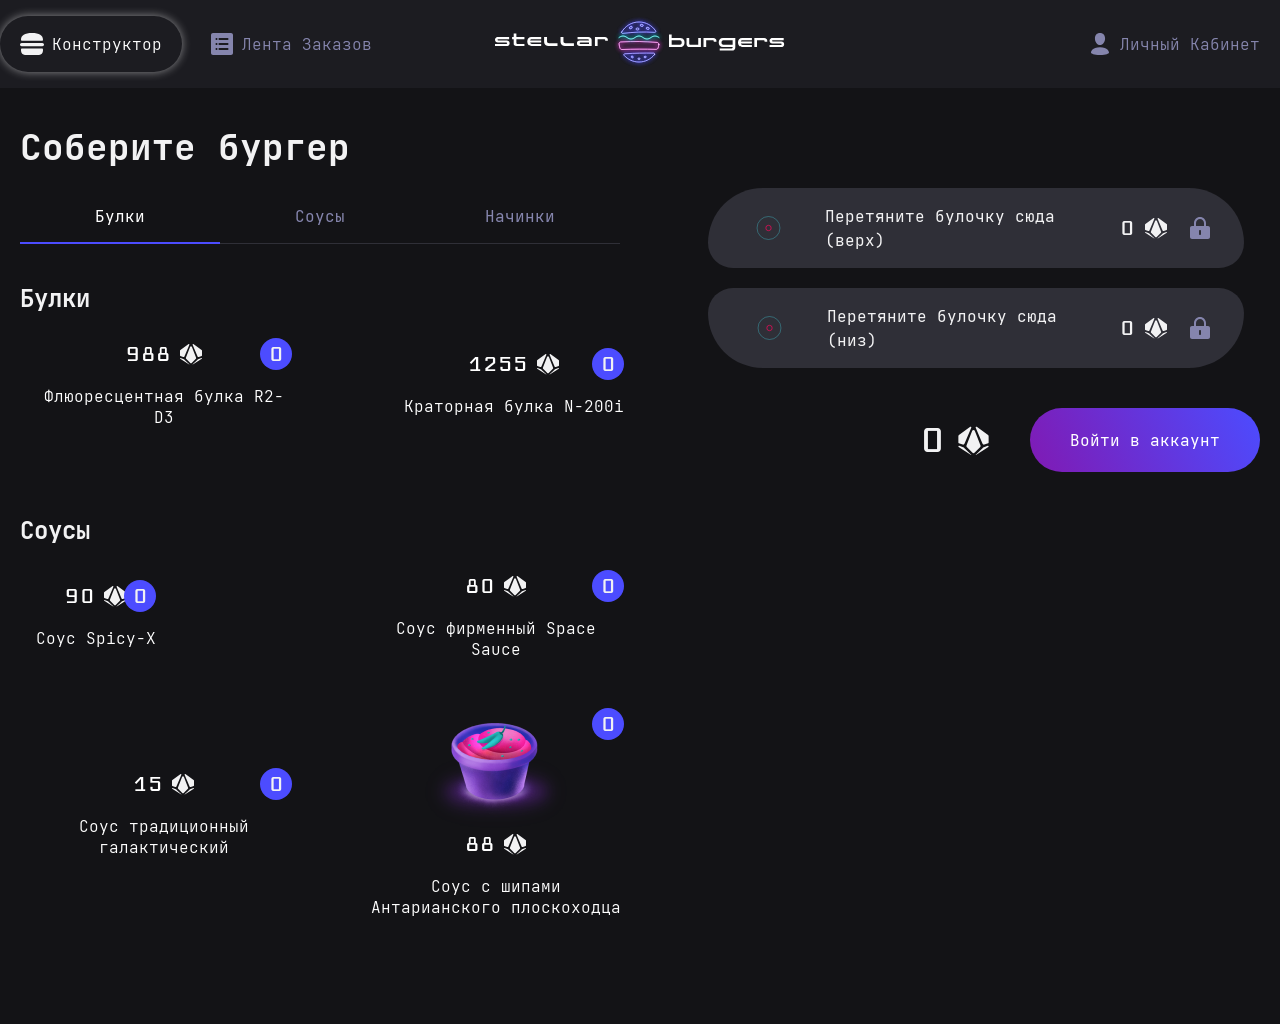 Конструктор
Лента Заказов
stellar burgers
Личный Кабинет
Соберите бургер
Булки
Соусы
Начинки
Булки
988
0
Флюоресцентная булка R2-
D3
1255
0
Краторная булка N-200i
Соусы
90
0
Соус Spicy-X
80
0
Соус фирменный Space
Sauce
15
0
Соус традиционный
галактический
0
88
Соус с шипами
Антарианского плоскоходца
Перетяните булочку сюда
(верх)
0
Перетяните булочку сюда
(низ)
0
0
Войти в аккаунт